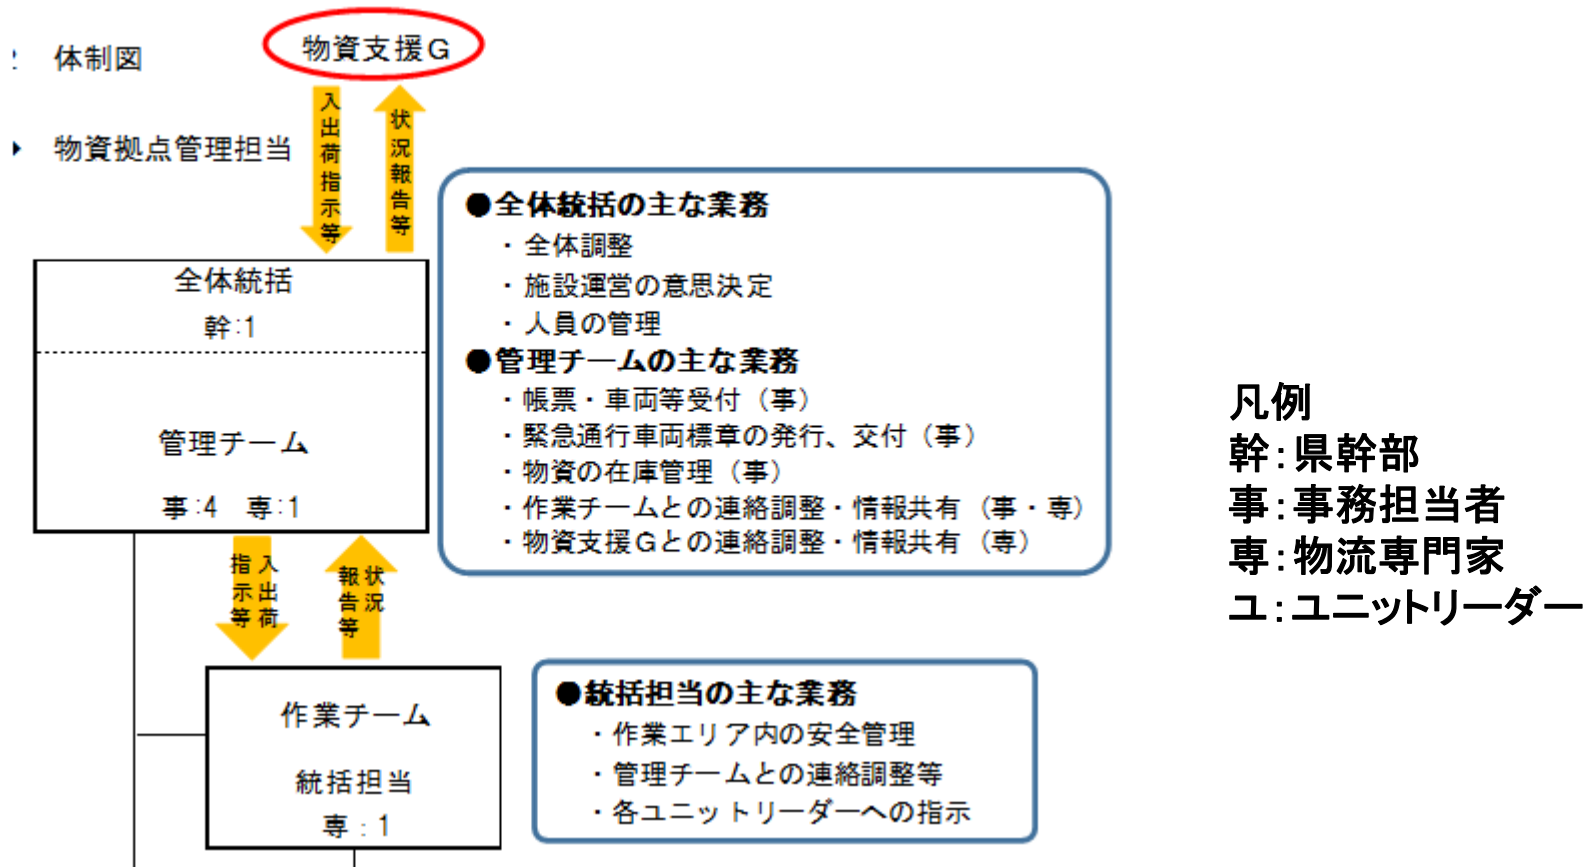 体制図
物資支援G
物資拠点管理担当
入出荷指示等
状況報告等
全体統括
幹:1
管理チーム
事:4 専:1
●全体統括の主な業務
・全体調整
・施設運営の意思決定
・人員の管理
●管理チームの主な業務
・帳票・車両等受付（事）
・緊急通行車両標章の発行、交付（事）
・物資の在庫管理（事）
・作業チームとの連絡調整・情報共有（事・専）
・物資支援Gとの連絡調整・情報共有（専）
凡例
幹：県幹部
事：事務担当者
専：物流専門家
ユ：ユニットリーダー
入出荷
指示等
状況
報告等
作業チーム
統括担当
専：1
●統括担当の主な業務
・作業エリア内の安全管理
・管理チームとの連絡調整等
・各ユニットリーダーへの指示